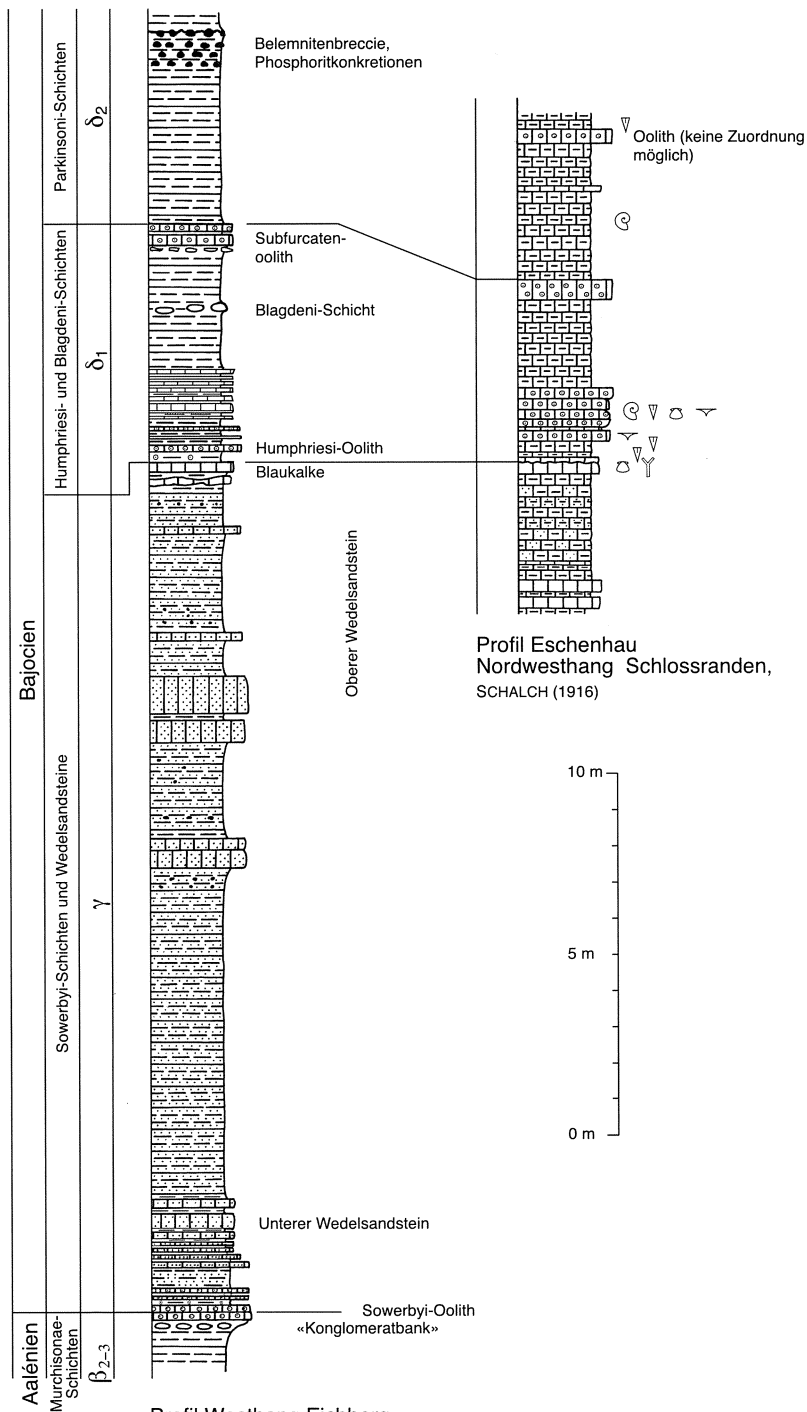 Belemnitenbreccie,
Phosphoritkonkretionen
Parkinsoni-Schichten
δ2
Oolith (keine Zuordnung
möglich)
Subfurcaten-
oolith
Blagdeni-Schicht
Humphriesi- und Blagdeni-Schichten
δ1
Humphriesi-Oolith
Blaukalke
Oberer Wedelsandstein
Bajocien
Profil Eschenhau
Nordwesthang Schlossranden,
SCHALCH (1916)
Sowerbyi-Schichten und Wedelsandsteine
γ
10 m
5 m
0 m
Unterer Wedelsandstein
Sowerbyi-Oolith
«Konglomeratbank»
Aalénien
Murchisonae-
Schichten
β2–3